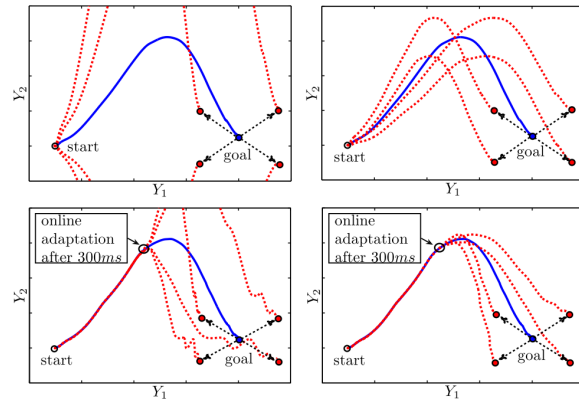 Y2
start
goal
Y1
Y2
start
goal
Y1
online
adaptation
after 300ms
Y2
start
goal
Y1
online
adaptation
after 300ms
Y2
start
goal
Y1